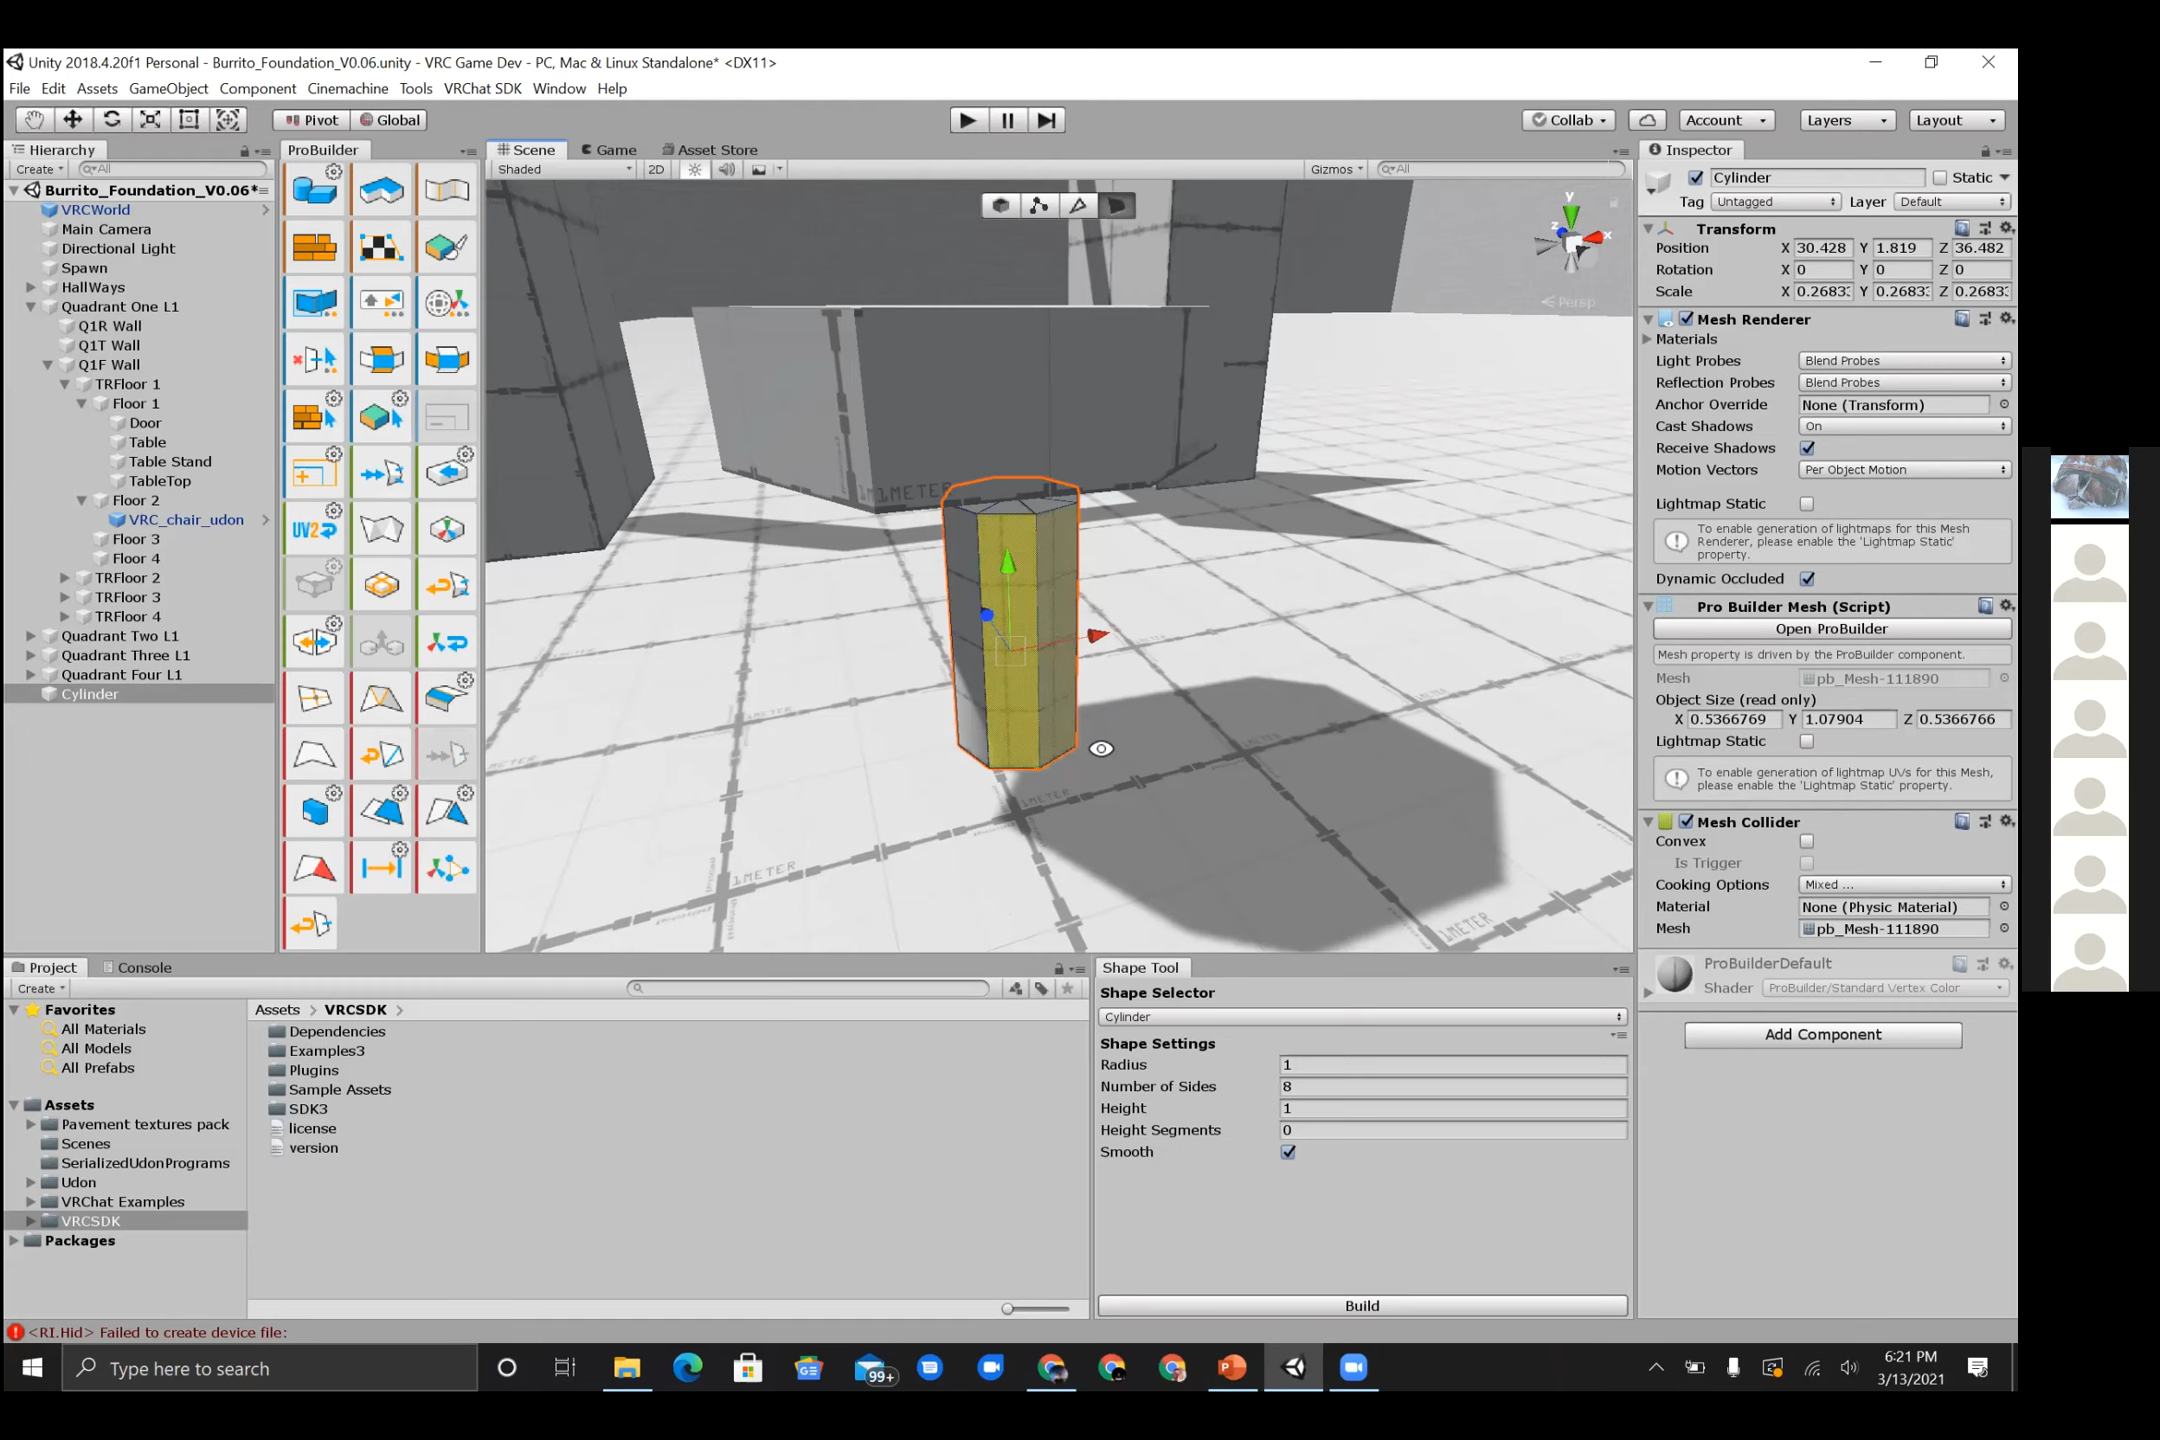 Unity 2018.4.20f1 Personal - Burrito_Foundation_V0.06.unity - VRC Game Dev - PC, Mac & Linux Standalone* <DX11>
File Edit Assets GameObject Component Cinemachine Tools VRChat SDK Window Help
Pivot Global Collab Account Layers Layout
Hierarchy
Create All
Burrito_Foundation_V0.06*
VRCWorld
Main Camera
Directional Light
Spawn
HallWays
Quadrant One L1
Q1R Wall
Q1T Wall
Q1F Wall
TRFloor 1
Floor 1
Door
Table
Table Stand
TableTop
Floor 2
VRC_chair_udon
Floor 3
Floor 4
TRFloor 2
TRFloor 3
TRFloor 4
Quadrant Two L1
Quadrant Three L1
Quadrant Four L1
Cylinder
ProBuilder
UV2
Scene Game Asset Store
Shaded 2D Gizmos All
y
x
z
Persp
1METER
1METER
1METER
Inspector
Cylinder Static
Tag Untagged Layer Default
Transform
Position X 30.428 Y 1.819 Z 36.482
Rotation X 0 Y 0 Z 0
Scale X 0.2683 Y 0.2683 Z 0.2683
Mesh Renderer
Materials
Light Probes Blend Probes
Reflection Probes Blend Probes
Anchor Override None (Transform)
Cast Shadows On
Receive Shadows
Motion Vectors Per Object Motion
Lightmap Static
To enable generation of lightmaps for this Mesh
Renderer, please enable the 'Lightmap Static'
property.
Dynamic Occluded
Pro Builder Mesh (Script)
Open ProBuilder
Mesh property is driven by the ProBuilder component.
Mesh pb_Mesh-111890
Object Size (read only)
X 0.5366769 Y 1.07904 Z 0.5366766
Lightmap Static
To enable generation of lightmap UVs for this Mesh,
please enable the 'Lightmap Static' property.
Mesh Collider
Convex
Is Trigger
Cooking Options Mixed ...
Material None (Physic Material)
Mesh pb_Mesh-111890
ProBuilderDefault
Shader ProBuilder/Standard Vertex Color
Add Component
Project Console
Create
Favorites
All Materials
All Models
All Prefabs
Assets
Pavement textures pack
Scenes
SerializedUdonPrograms
Udon
VRChat Examples
VRCSDK
Packages
Assets > VRCSDK >
Dependencies
Examples3
Plugins
Sample Assets
SDK3
license
version
Shape Tool
Shape Selector
Cylinder
Shape Settings
Radius 1
Number of Sides 8
Height 1
Height Segments 0
Smooth
Build
<RI.Hid> Failed to create device file:
Type here to search
GE
99+
6:21 PM
3/13/2021